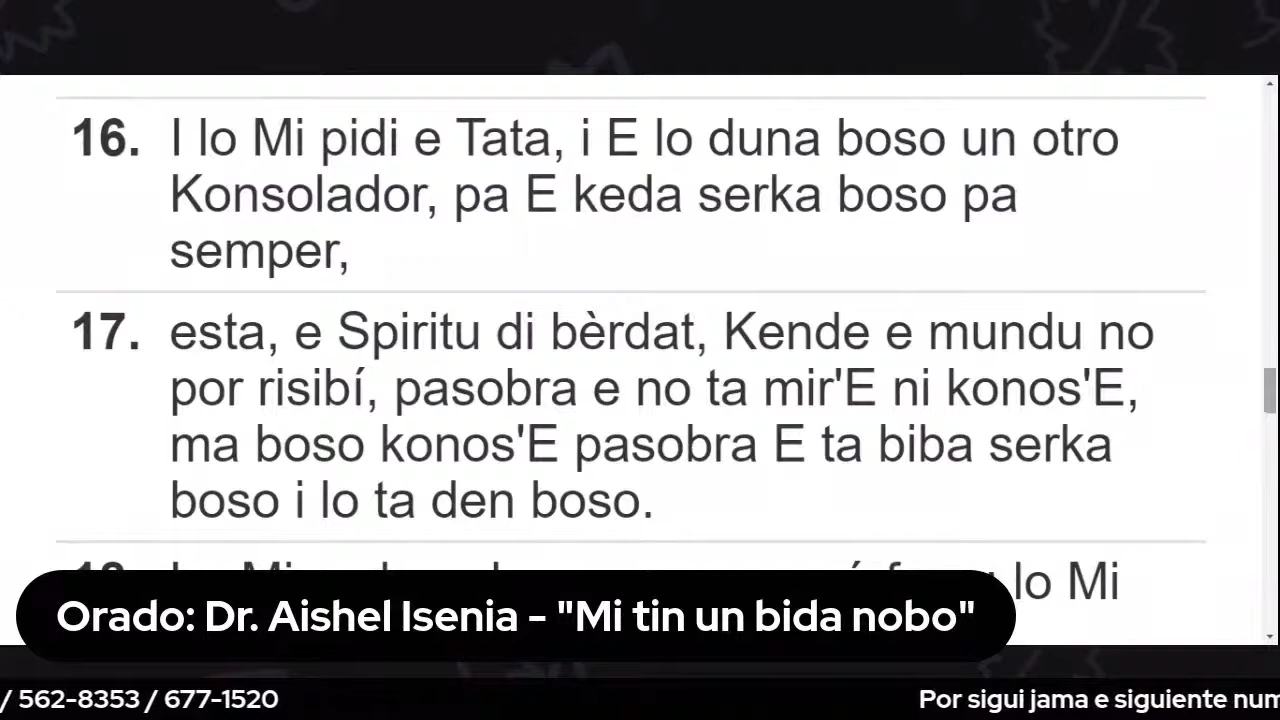 16. I lo Mi pidi e Tata, i E lo duna boso un otro
Konsolador, pa E keda serka boso pa
semper,
17. esta, e Spiritu di bèrdat, Kende e mundu no
por risibí, pasobra e no ta mir'E ni konos'E,
ma boso konos'E pasobra E ta biba serka
boso i lo ta den boso.
lo Mi
Orado: Dr. Aishel Isenia - "Mi tin un bida nobo"
/ 562-8353 / 677-1520
Por sigui jama e siguiente num